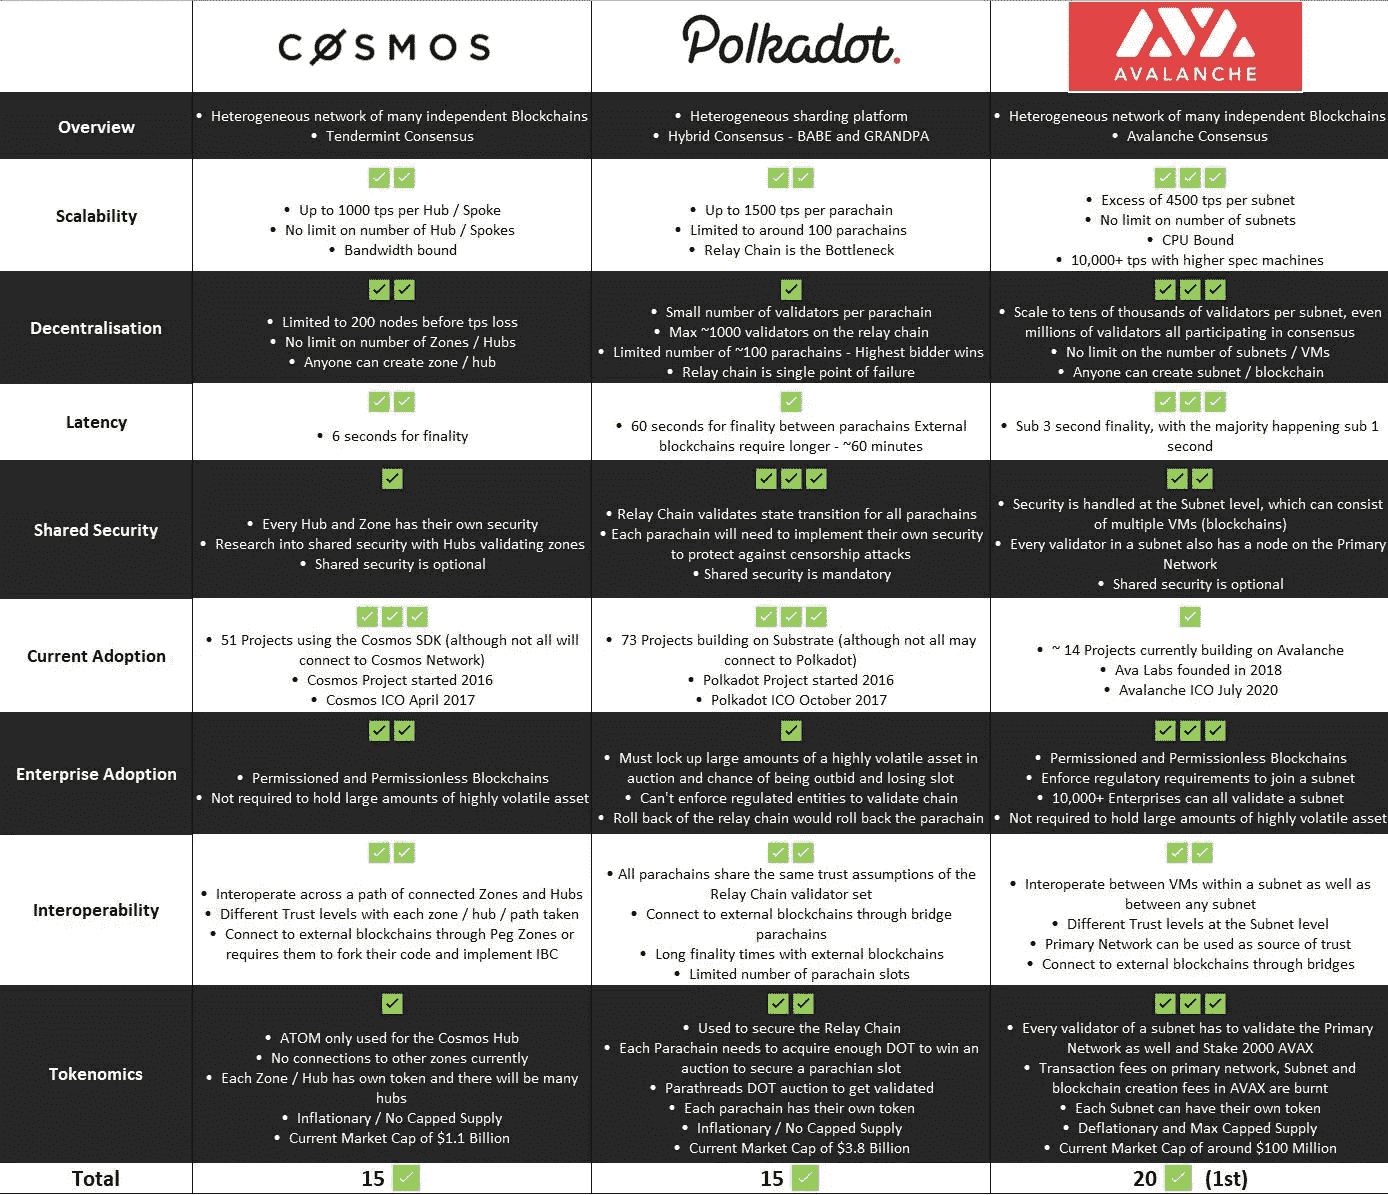 CØSMOS
Polkadot.
AVALANCHE
Overview
• Heterogeneous network of many independent Blockchains
• Tendermint Consensus
• Heterogeneous sharding platform
• Hybrid Consensus - BABE and GRANDPA
• Heterogeneous network of many independent Blockchains
• Avalanche Consensus
Scalability
• Up to 1000 tps per Hub / Spoke
• No limit on number of Hub / Spokes
• Bandwidth bound
• Up to 1500 tps per parachain
• Limited to around 100 parachains
• Relay Chain is the Bottleneck
• Excess of 4500 tps per subnet
• No limit on number of subnets
• CPU Bound
• 10,000+ tps with higher spec machines
Decentralisation
• Limited to 200 nodes before tps loss
• No limit on number of Zones / Hubs
• Anyone can create zone / hub
• Small number of validators per parachain
• Max ~1000 validators on the relay chain
• Limited number of ~100 parachains - Highest bidder wins
• Relay chain is single point of failure
• Scale to tens of thousands of validators per subnet, even
millions of validators all participating in consensus
• No limit on the number of subnets / VMs
• Anyone can create subnet / blockchain
Latency
• 6 seconds for finality
• 60 seconds for finality between parachains External
blockchains require longer - ~60 minutes
• Sub 3 second finality, with the majority happening sub 1
second
Shared Security
• Every Hub and Zone has their own security
• Research into shared security with Hubs validating zones
• Shared security is optional
• Relay Chain validates state transition for all parachains
• Each parachain will need to implement their own security
to protect against censorship attacks
• Shared security is mandatory
• Security is handled at the Subnet level, which can consist
of multiple VMs (blockchains)
• Every validator in a subnet also has a node on the Primary
Network
• Shared security is optional
Current Adoption
• 51 Projects using the Cosmos SDK (although not all will
connect to Cosmos Network)
• Cosmos Project started 2016
• Cosmos ICO April 2017
• 73 Projects building on Substrate (although not all may
connect to Polkadot)
• Polkadot Project started 2016
• Polkadot ICO October 2017
• ~ 14 Projects currently building on Avalanche
• Ava Labs founded in 2018
• Avalanche ICO July 2020
Enterprise Adoption
• Permissioned and Permissionless Blockchains
• Not required to hold large amounts of highly volatile asset
• Must lock up large amounts of a highly volatile asset in
auction and chance of being outbid and losing slot
• Can't enforce regulated entities to validate chain
• Roll back of the relay chain would roll back the parachain
• Permissioned and Permissionless Blockchains
• Enforce regulatory requirements to join a subnet
• 10,000+ Enterprises can all validate a subnet
• Not required to hold large amounts of highly volatile asset
Interoperability
• Interoperate across a path of connected Zones and Hubs
• Different Trust levels with each zone / hub / path taken
• Connect to external blockchains through Peg Zones or
requires them to fork their code and implement IBC
• All parachains share the same trust assumptions of the
Relay Chain validator set
• Connect to external blockchains through bridge
parachains
• Long finality times with external blockchains
• Limited number of parachain slots
• Interoperate between VMs within a subnet as well as
between any subnet
• Different Trust levels at the Subnet level
• Primary Network can be used as source of trust
• Connect to external blockchains through bridges
Tokenomics
• ATOM only used for the Cosmos Hub
• No connections to other zones currently
• Each Zone / Hub has own token and there will be many
hubs
• Inflationary / No Capped Supply
• Current Market Cap of $1.1 Billion
• Used to secure the Relay Chain
• Each Parachain needs to acquire enough DOT to win an
auction to secure a parachian slot
• Parathreads DOT auction to get validated
• Each parachain has their own token
• Inflationary / No Capped Supply
• Current Market Cap of $3.8 Billion
• Every validator of a subnet has to validate the Primary
Network as well and Stake 2000 AVAX
• Transaction fees on primary network, Subnet and
blockchain creation fees in AVAX are burnt
• Each Subnet can have their own token
• Deflationary and Max Capped Supply
• Current Market Cap of around $100 Million
Total
15
15
20 (1st)